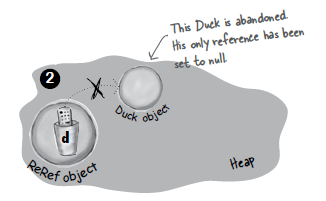 This Duck is abandoned.
His only reference has been
set to null.
2
Duck object
d
ReRef object
Heap